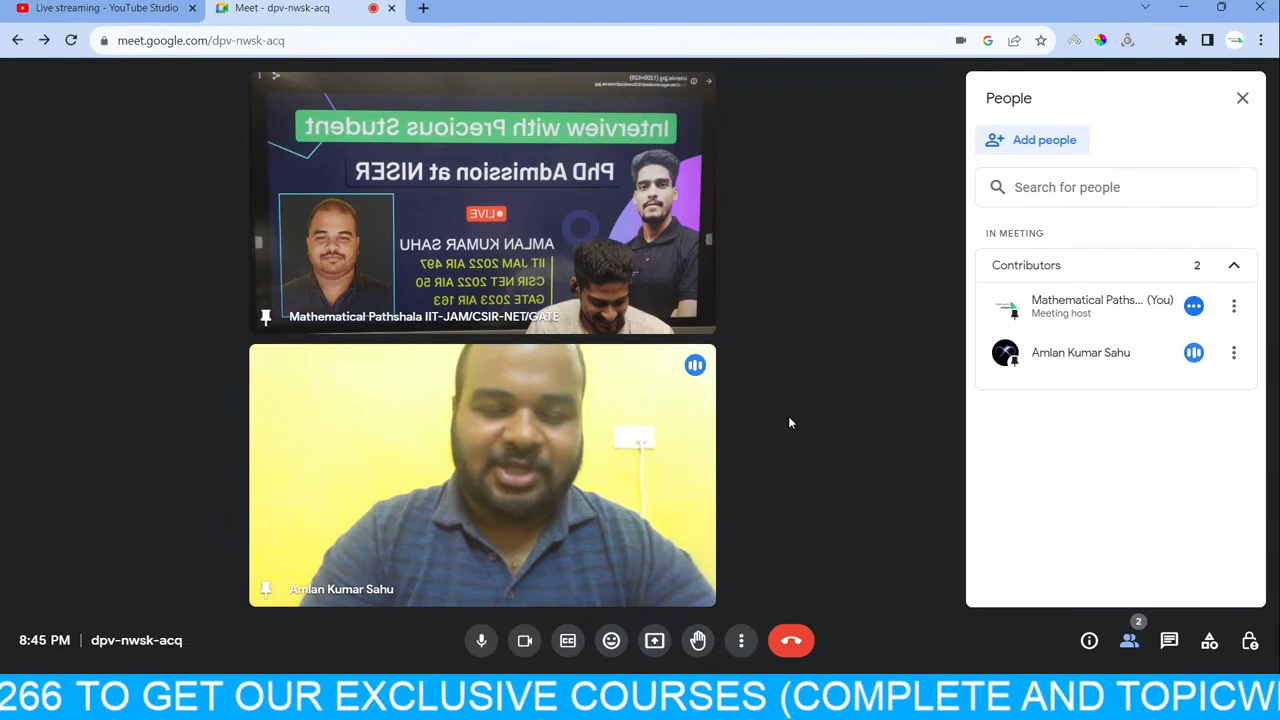 Live streaming - YouTube Studio
Meet - dpv-nwsk-acq
meet.google.com/dpv-nwsk-acq
Interview with Precious Student
PhD Admission at NISER
LIVE
AMLAN KUMAR SAHU
IIT JAM 2022 AIR 497
CSIR NET 2022 AIR 50
GATE 2023 AIR 163
Mathematical Pathshala IIT-JAM/CSIR-NET/GATE
Amlan Kumar Sahu
People
Add people
Search for people
IN MEETING
Contributors 2
Mathematical Paths... (You)
Meeting host
Amlan Kumar Sahu
8:45 PM | dpv-nwsk-acq
2
266 TO GET OUR EXCLUSIVE COURSES (COMPLETE AND TOPICWI